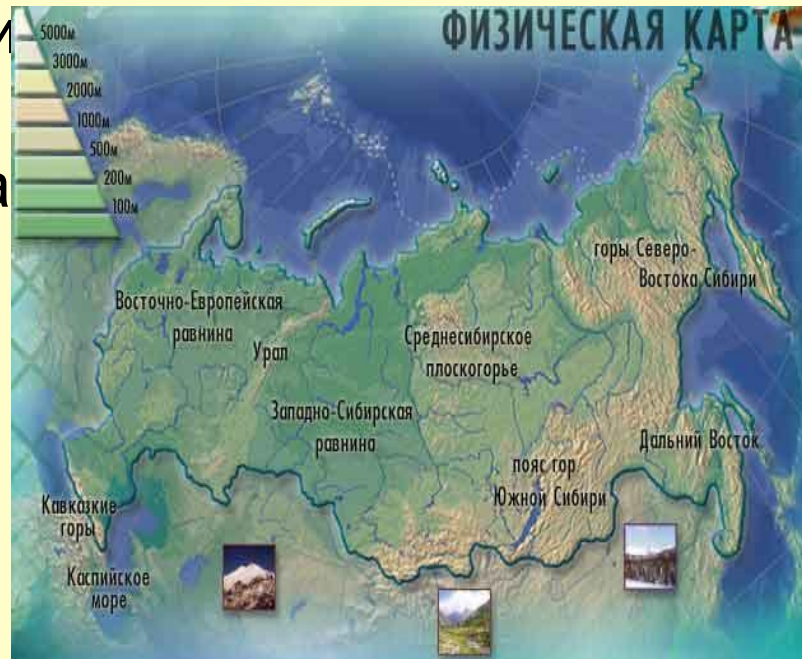 и
ФИЗИЧЕСКАЯ КАРТА
5000м
3000м
2000м
1000м
500м
200м
100м
а
горы Северо-
Востока Сибири
Восточно-Европейская
равнина
Урал
Среднесибирское
плоскогорье
Западно-Сибирская
равнина
пояс гор
Южной Сибири
Дальний Восток
Кавказкие
горы
Каспийское
море